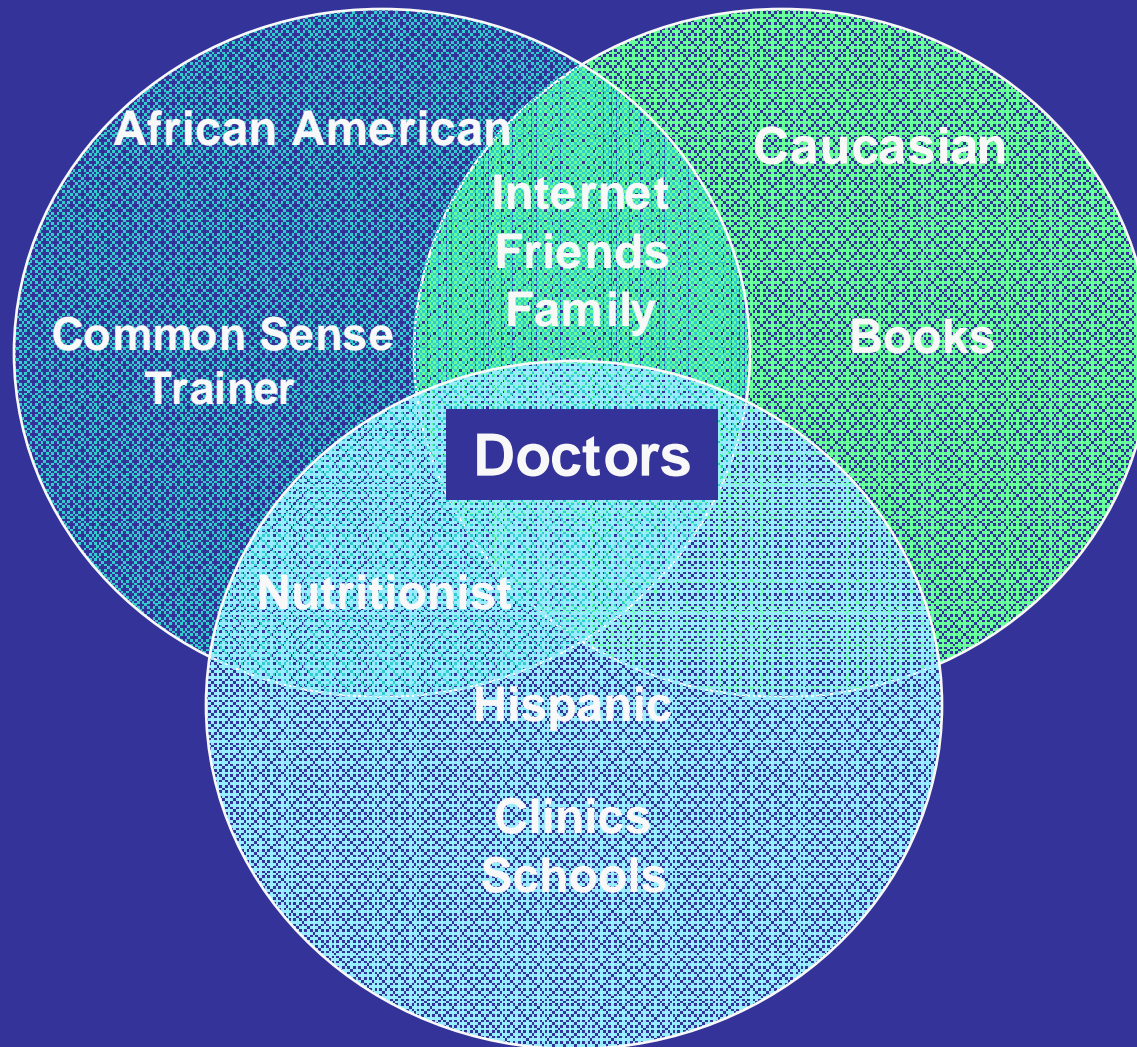 African American
Caucasian
Internet
Friends
Family
Common Sense
Trainer
Books
Doctors
Nutritionist
Hispanic
Clinics
Schools